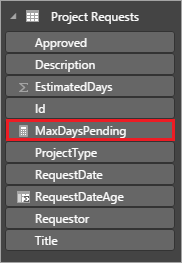 Project Requests
Approved
Description
EstimatedDays
Id
MaxDaysPending
ProjectType
RequestDate
RequestDateAge
Requestor
Title